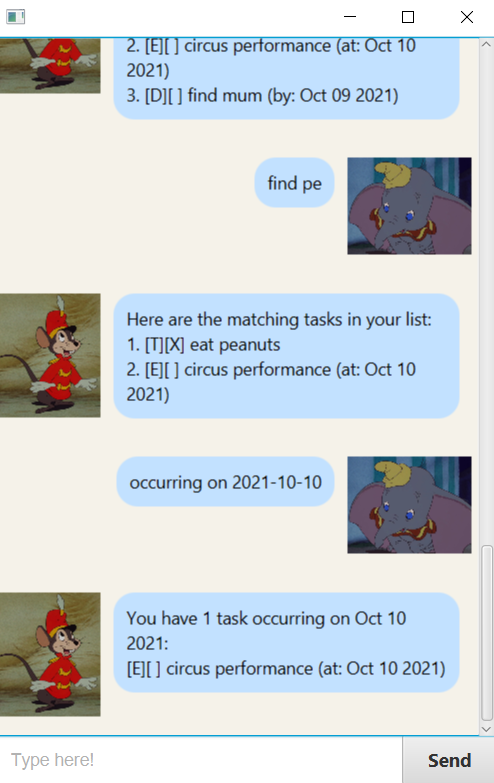 2. [E][ ] circus performance (at: Oct 10
2021)
3. [D][ ] find mum (by: Oct 09 2021)
find pe
Here are the matching tasks in your list:
1. [T][X] eat peanuts
2. [E][ ] circus performance (at: Oct 10
2021)
occurring on 2021-10-10
You have 1 task occurring on Oct 10
2021:
[E][ ] circus performance (at: Oct 10 2021)
Type here!
Send